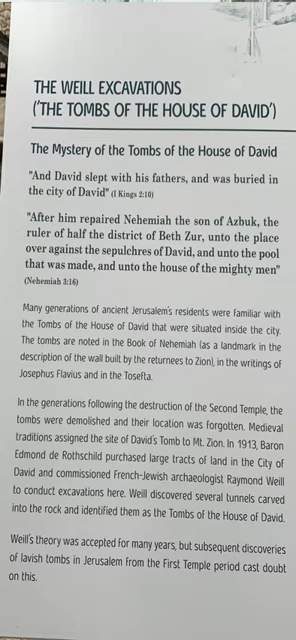 THE WEILL EXCAVATIONS
('THE TOMBS OF THE HOUSE OF DAVID')
The Mystery of the Tombs of the House of David
"And David slept with his fathers, and was buried in
the city of David" (I Kings 2:10)
"After him repaired Nehemiah the son of Azbuk, the
ruler of half the district of Beth Zur, unto the place
over against the sepulchres of David, and unto the pool
that was made, and unto the house of the mighty men"
(Nehemiah 3:16)
Many generations of ancient Jerusalem's residents were familiar with
the Tombs of the House of David that were situated inside the city.
The tombs are noted in the Book of Nehemiah (as a landmark in the
description of the wall built by the returnees to Zion), in the writings of
Josephus Flavius and in the Tosefta.
In the generations following the destruction of the Second Temple, the
tombs were demolished and their location was forgotten. Medieval
traditions assigned the site of David's Tomb to Mt. Zion. In 1913, Baron
Edmond de Rothschild purchased large tracts of land in the City of
David and commissioned French-Jewish archaeologist Raymond Weill
to conduct excavations here. Weill discovered several tunnels carved
into the rock and identified them as the Tombs of the House of David.
Weill's theory was accepted for many years, but subsequent discoveries
of lavish tombs in Jerusalem from the First Temple period cast doubt
on this.